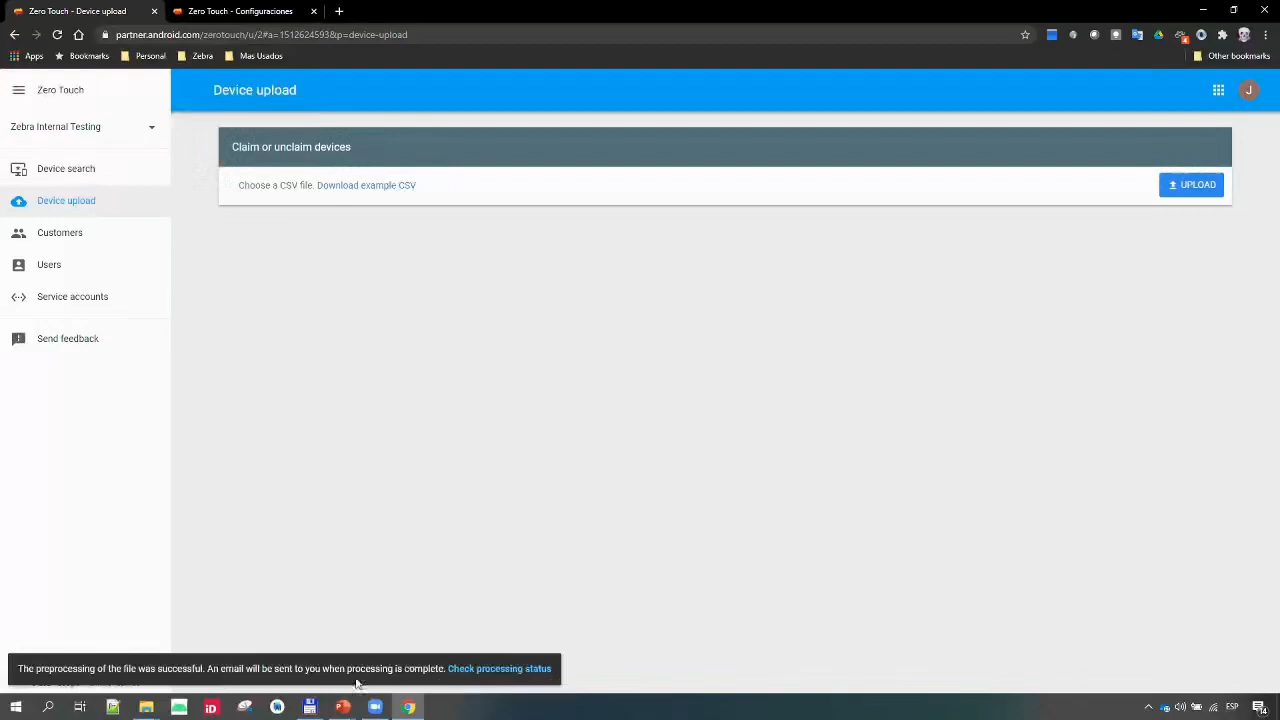 Zero Touch - Device upload
Zero Touch - Configuraciones
partner.android.com/zerotouch/u/2#a=1512624593&p=device-upload
Apps
Bookmarks
Personal
Zebra
Mas Usados
Other bookmarks
Zero Touch
Device upload
J
Zebra Internal Testing
Claim or unclaim devices
Device search
Choose a CSV file. Download example CSV
UPLOAD
Device upload
Customers
Users
Service accounts
Send feedback
The preprocessing of the file was successful. An email will be sent to you when processing is complete. Check processing status
iD
ESP